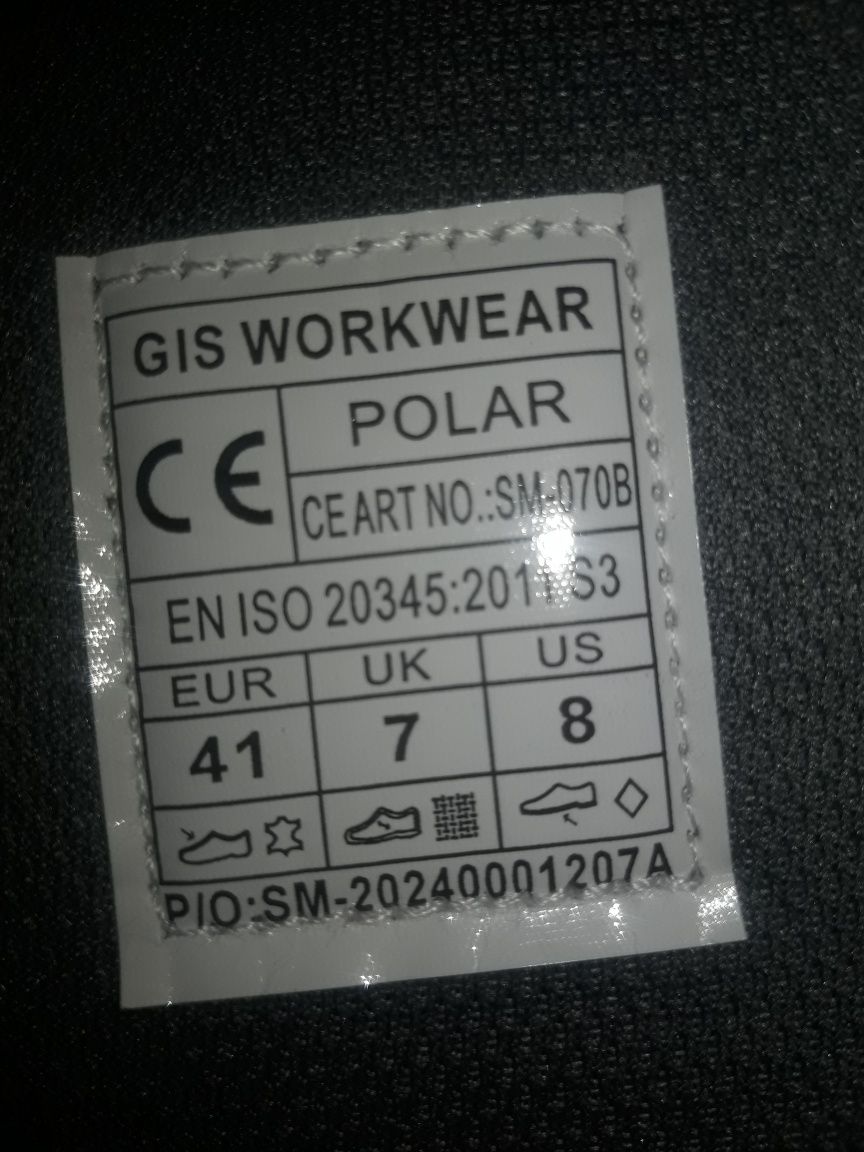 GIS WORKWEAR
CE
POLAR
CE ART NO.:SM-070B
EN ISO 20345:2011 S3
EUR UK US
41 7 8
P/O:SM-20240001207A